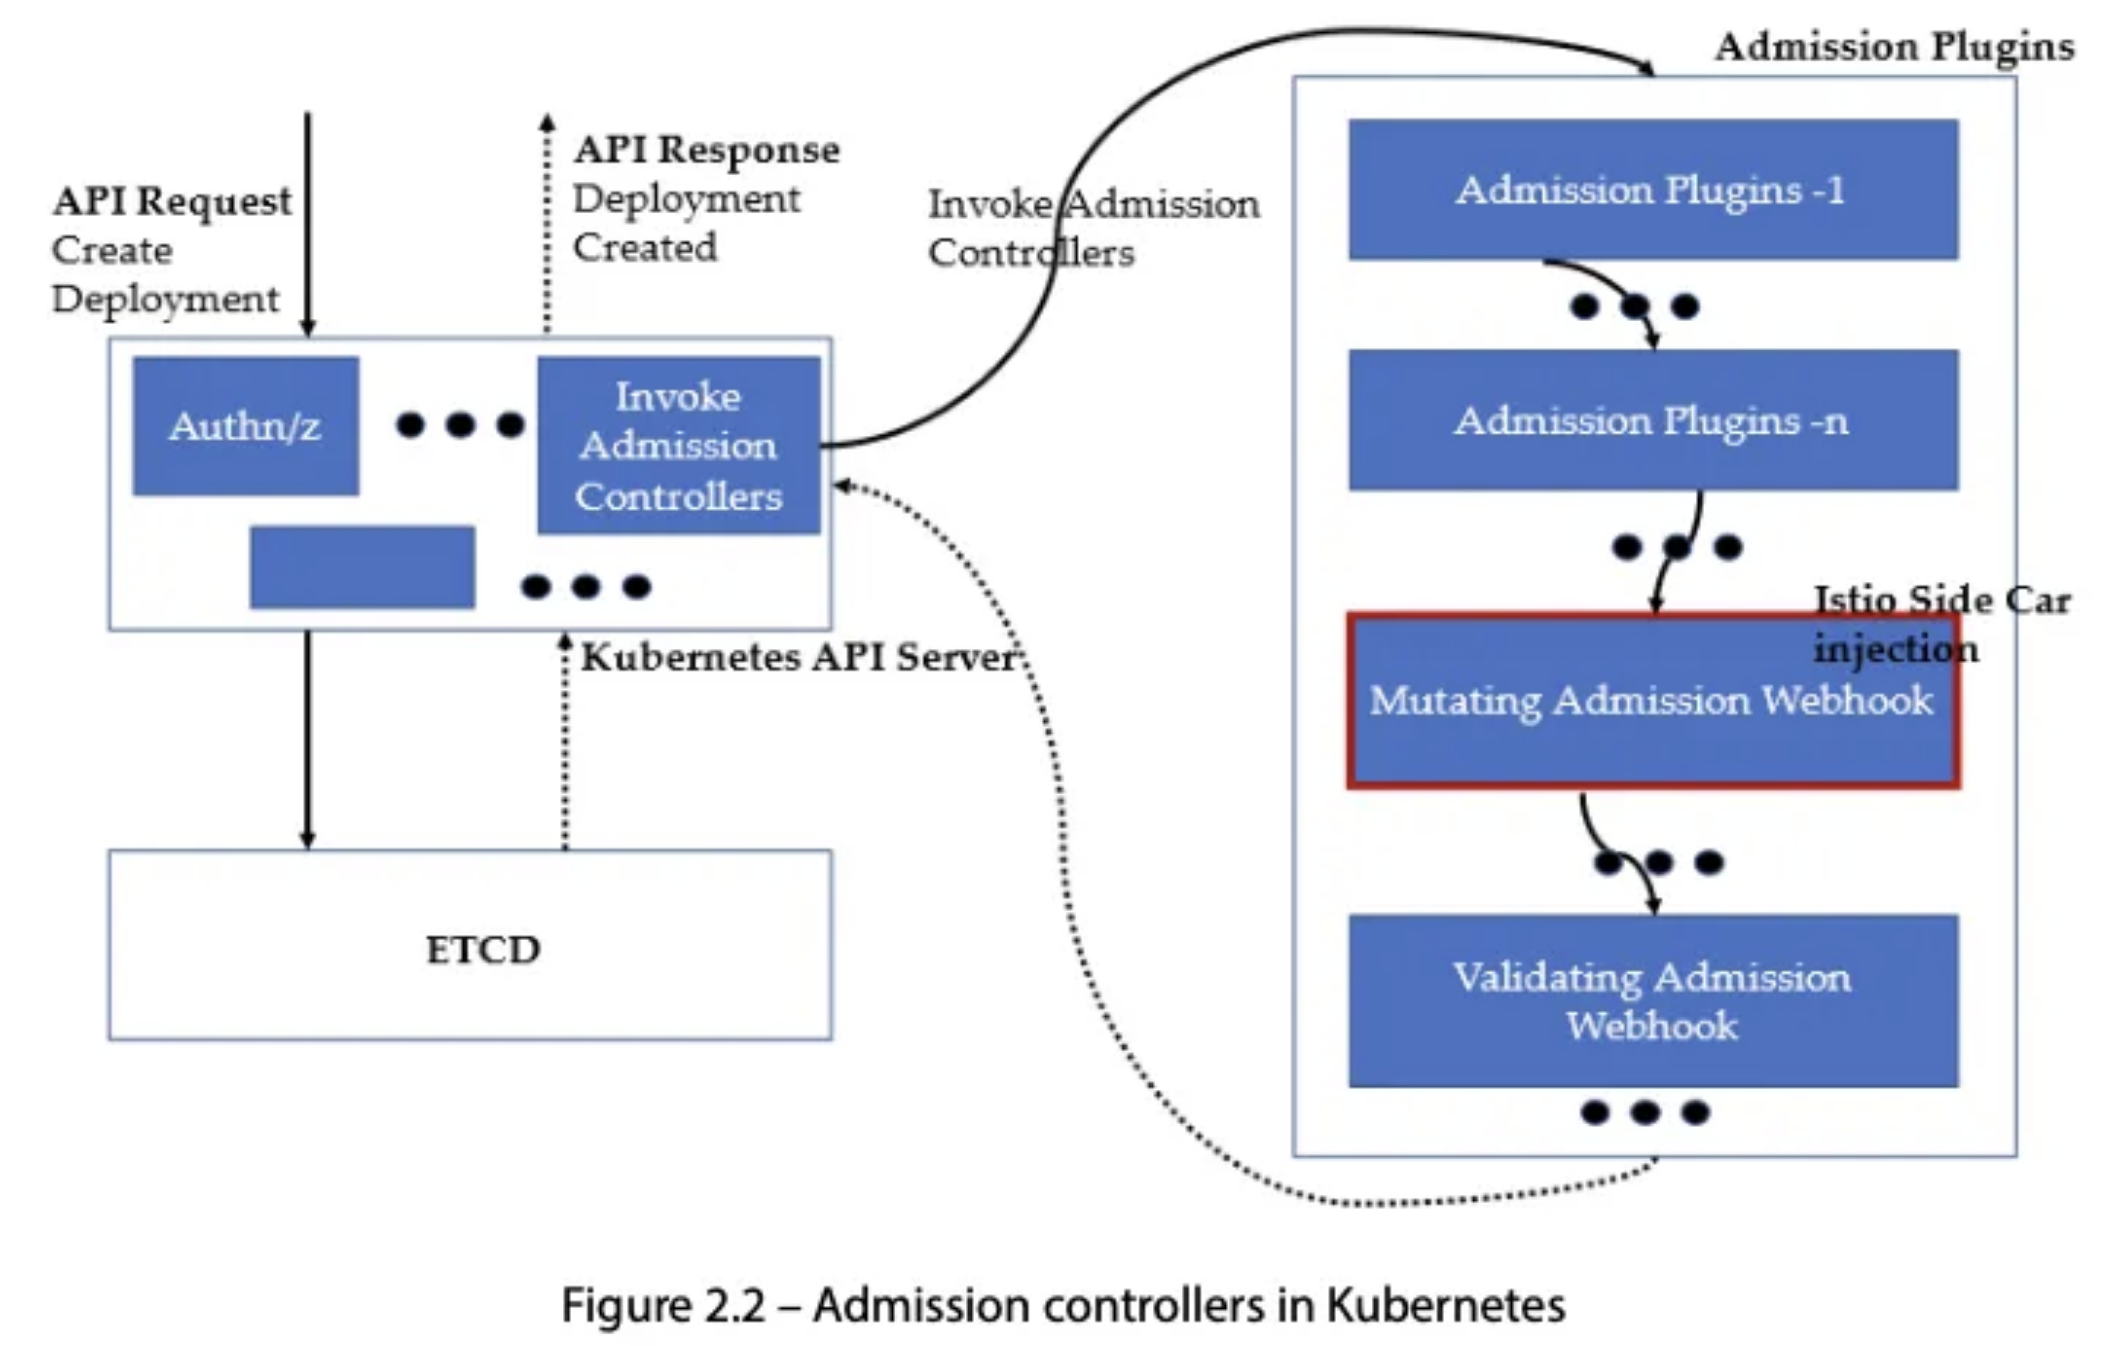 Admission Plugins
API Request
Create
Deployment
API Response
Deployment
Created
Invoke Admission
Controllers
Admission Plugins -1
Authn/z
Invoke
Admission
Controllers
Admission Plugins -n
Istio Side Car
injection
Kubernetes API Server
Mutating Admission Webhook
ETCD
Validating Admission
Webhook
Figure 2.2 – Admission controllers in Kubernetes